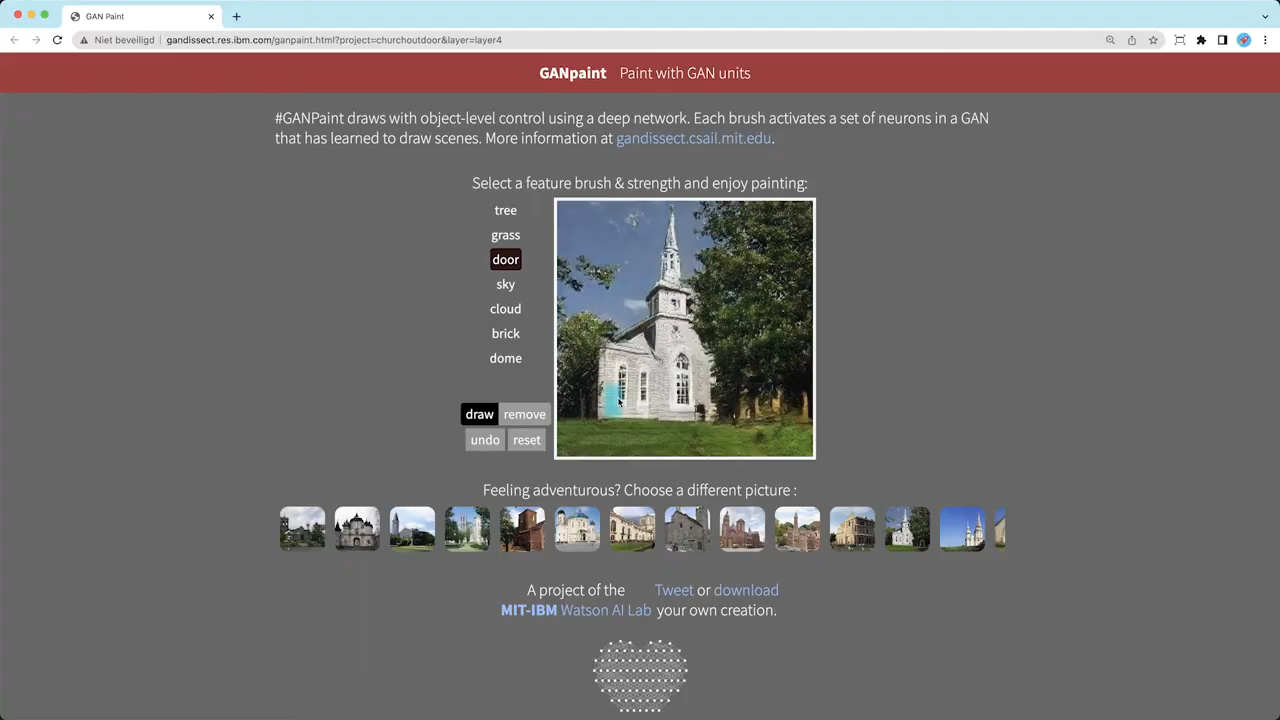 GAN Paint
Niet beveiligd
gandissect.res.ibm.com/ganpaint.html?project=churchoutdoor&layer=layer4
GANpaint Paint with GAN units
#GANPaint draws with object-level control using a deep network. Each brush activates a set of neurons in a GAN
that has learned to draw scenes. More information at gandissect.csail.mit.edu.
Select a feature brush & strength and enjoy painting:
tree
grass
door
sky
cloud
brick
dome
draw remove
undo reset
Feeling adventurous? Choose a different picture :
A project of the
MIT-IBM Watson AI Lab
Tweet or download
your own creation.